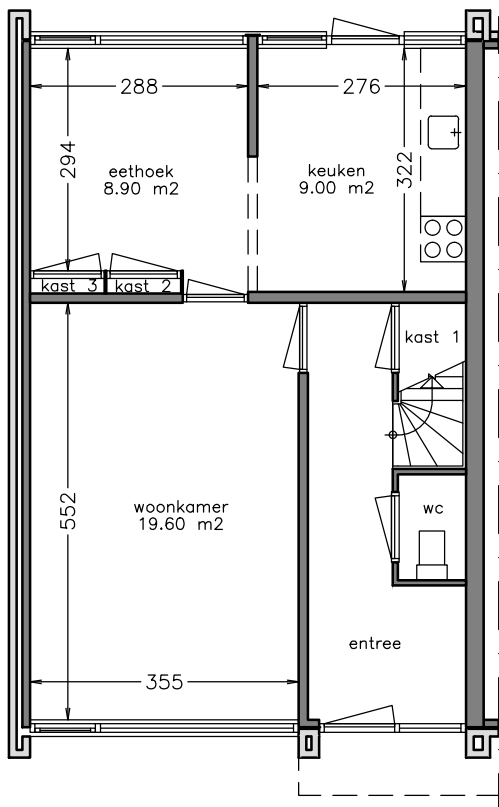 288
276
294
322
eethoek
8.90 m2
keuken
9.00 m2
kast 3
kast 2
kast 1
552
woonkamer
19.60 m2
wc
entree
355